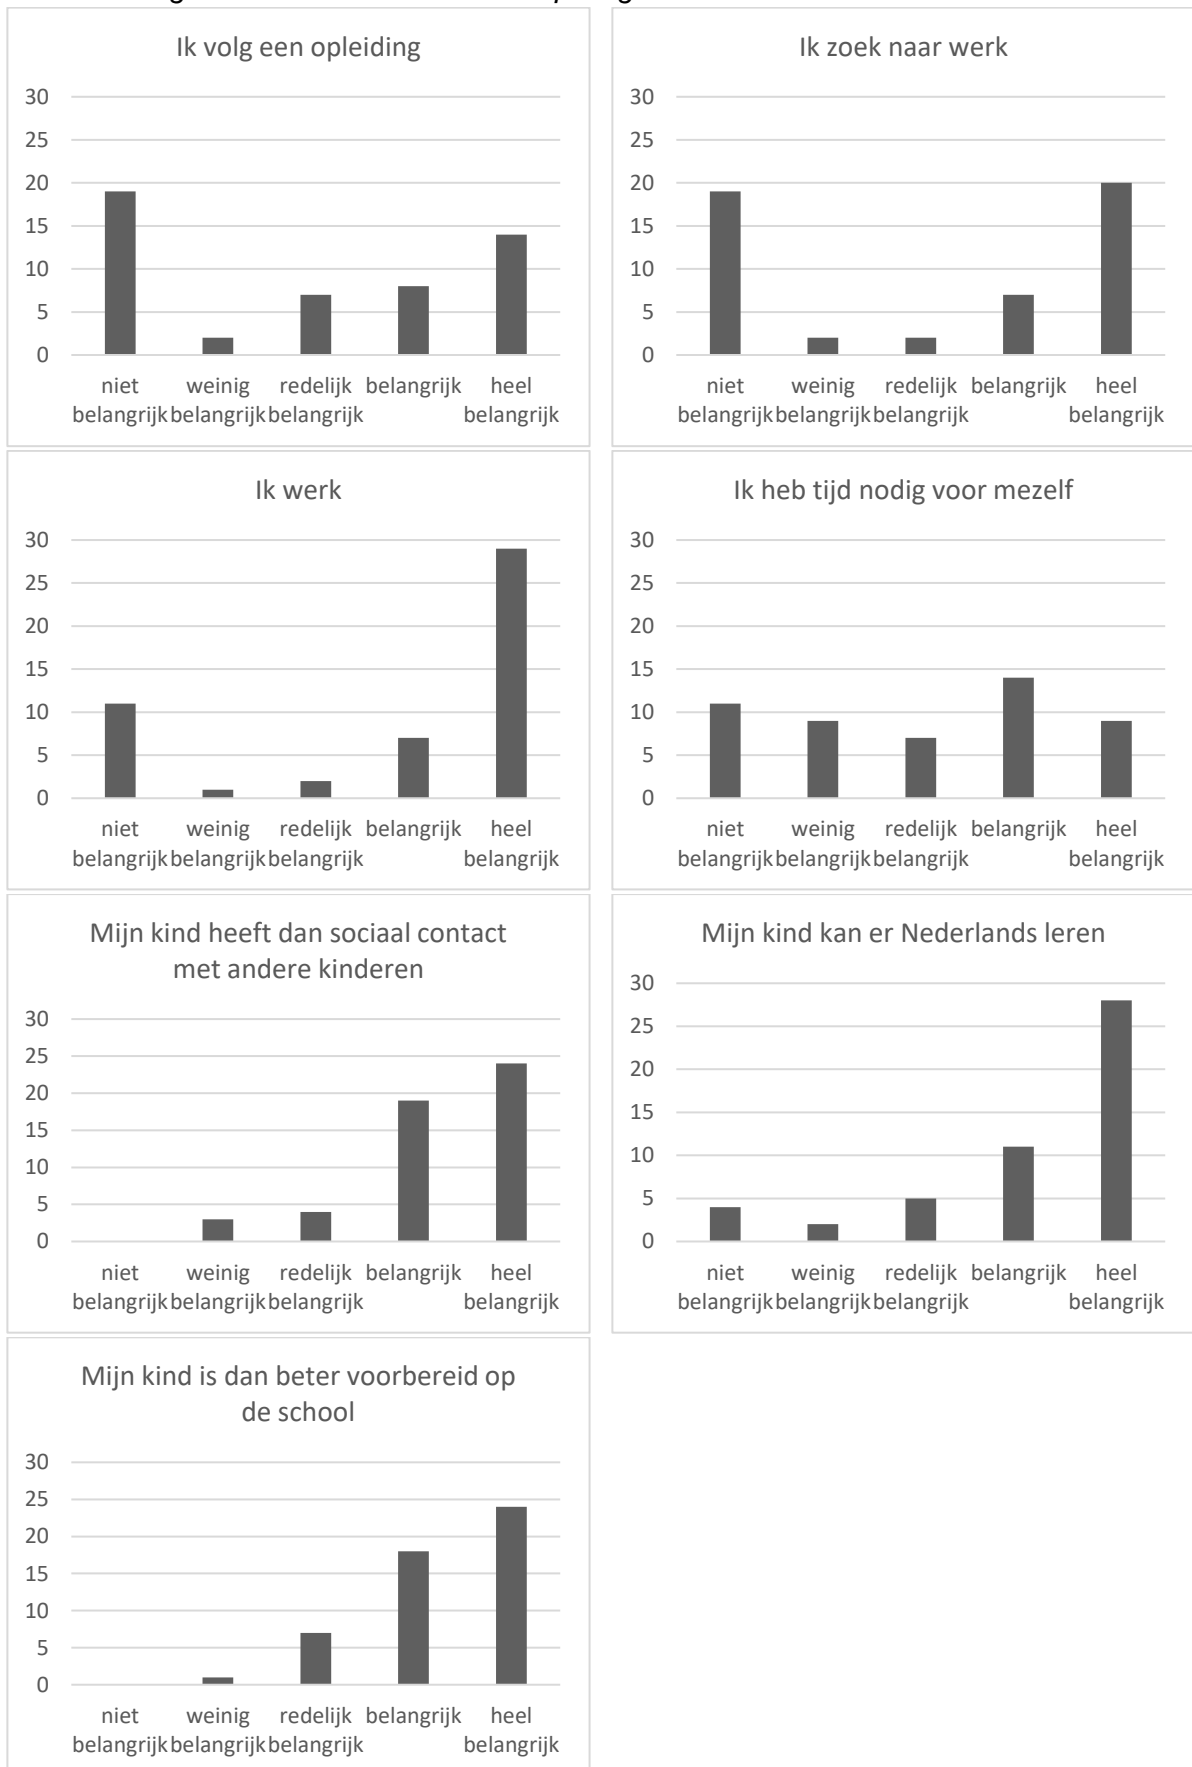 Ik volg een opleiding
30
25
20
15
10
5
0
niet belangrijk
weinig belangrijk
redelijk belangrijk
belangrijk
heel belangrijk
Ik zoek naar werk
30
25
20
15
10
5
0
niet belangrijk
weinig belangrijk
redelijk belangrijk
belangrijk
heel belangrijk
Ik werk
30
25
20
15
10
5
0
niet belangrijk
weinig belangrijk
redelijk belangrijk
belangrijk
heel belangrijk
Ik heb tijd nodig voor mezelf
30
25
20
15
10
5
0
niet belangrijk
weinig belangrijk
redelijk belangrijk
belangrijk
heel belangrijk
Mijn kind heeft dan sociaal contact
met andere kinderen
30
25
20
15
10
5
0
niet belangrijk
weinig belangrijk
redelijk belangrijk
belangrijk
heel belangrijk
Mijn kind kan er Nederlands leren
30
25
20
15
10
5
0
niet belangrijk
weinig belangrijk
redelijk belangrijk
belangrijk
heel belangrijk
Mijn kind is dan beter voorbereid op
de school
30
25
20
15
10
5
0
niet belangrijk
weinig belangrijk
redelijk belangrijk
belangrijk
heel belangrijk